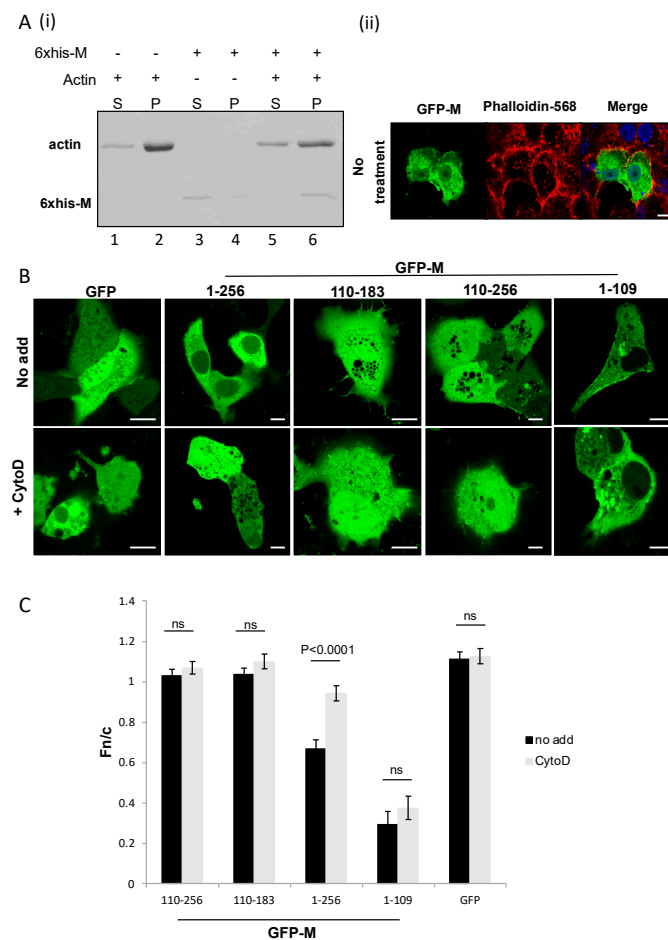 A (i)
(ii)
6xhis-M - - + + + +
Actin + + - - + +
S P S P S P
actin
6xhis-M
1 2 3 4 5 6
GFP-M Phalloidin-568 Merge
No
treatment
B
GFP-M
GFP 1-256 110-183 110-256 1-109
No add
+ CytoD
C
1.4
1.2
1
0.8
0.6
0.4
0.2
0
Fn/c
ns
ns
P<0.0001
ns
ns
no add
CytoD
110-256 110-183 1-256 1-109 GFP
GFP-M